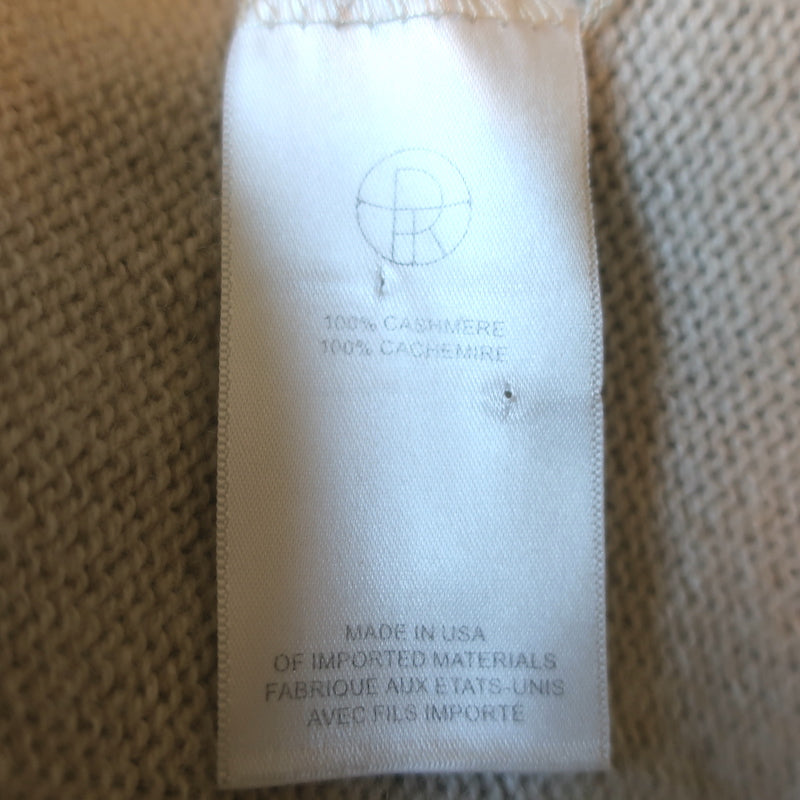 100% CASHMERE
100% CACHEMIRE
MADE IN USA
OF IMPORTED MATERIALS
FABRIQUE AUX ETATS-UNIS
AVEC FILS IMPORTE